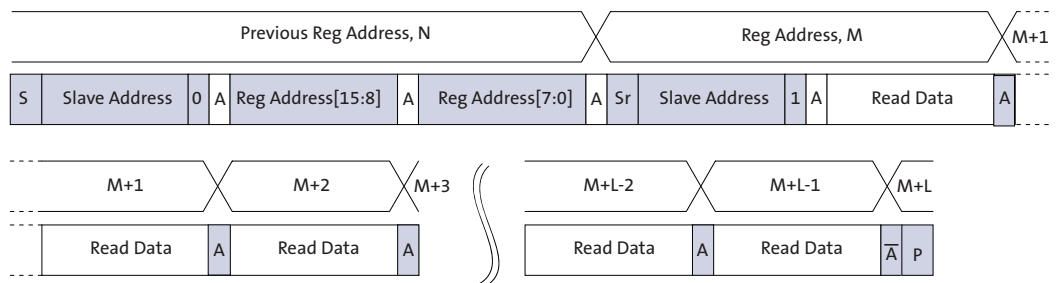 Previous Reg Address, N Reg Address, M M+1
S Slave Address 0 A Reg Address[15:8] A Reg Address[7:0] A Sr Slave Address 1 A Read Data A
M+1 M+2 M+3 M+L-2 M+L-1 M+L
Read Data A Read Data A Read Data A Read Data A̅ P